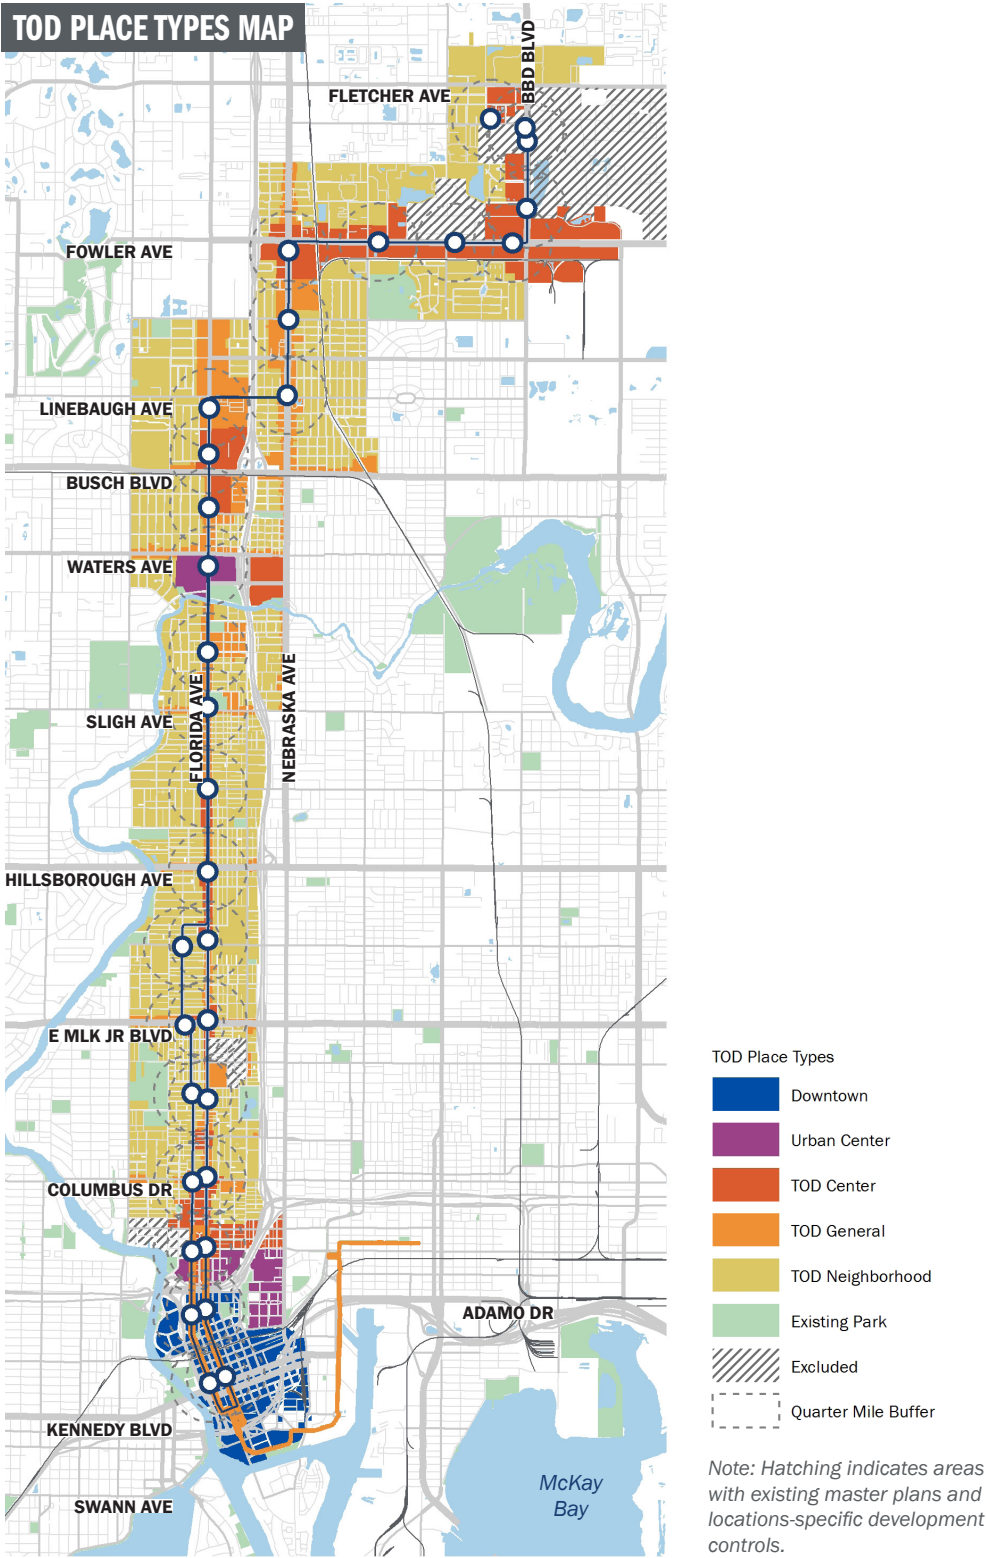 TOD PLACE TYPES MAP
BBD BLVD
FLETCHER AVE
FOWLER AVE
LINEBAUGH AVE
BUSCH BLVD
WATERS AVE
FLORIDA AVE
NEBRASKA AVE
SLIGH AVE
HILLSBOROUGH AVE
E MLK JR BLVD
COLUMBUS DR
ADAMO DR
KENNEDY BLVD
SWANN AVE
McKay
Bay
TOD Place Types
Downtown
Urban Center
TOD Center
TOD General
TOD Neighborhood
Existing Park
Excluded
Quarter Mile Buffer
Note: Hatching indicates areas
with existing master plans and
locations-specific development
controls.